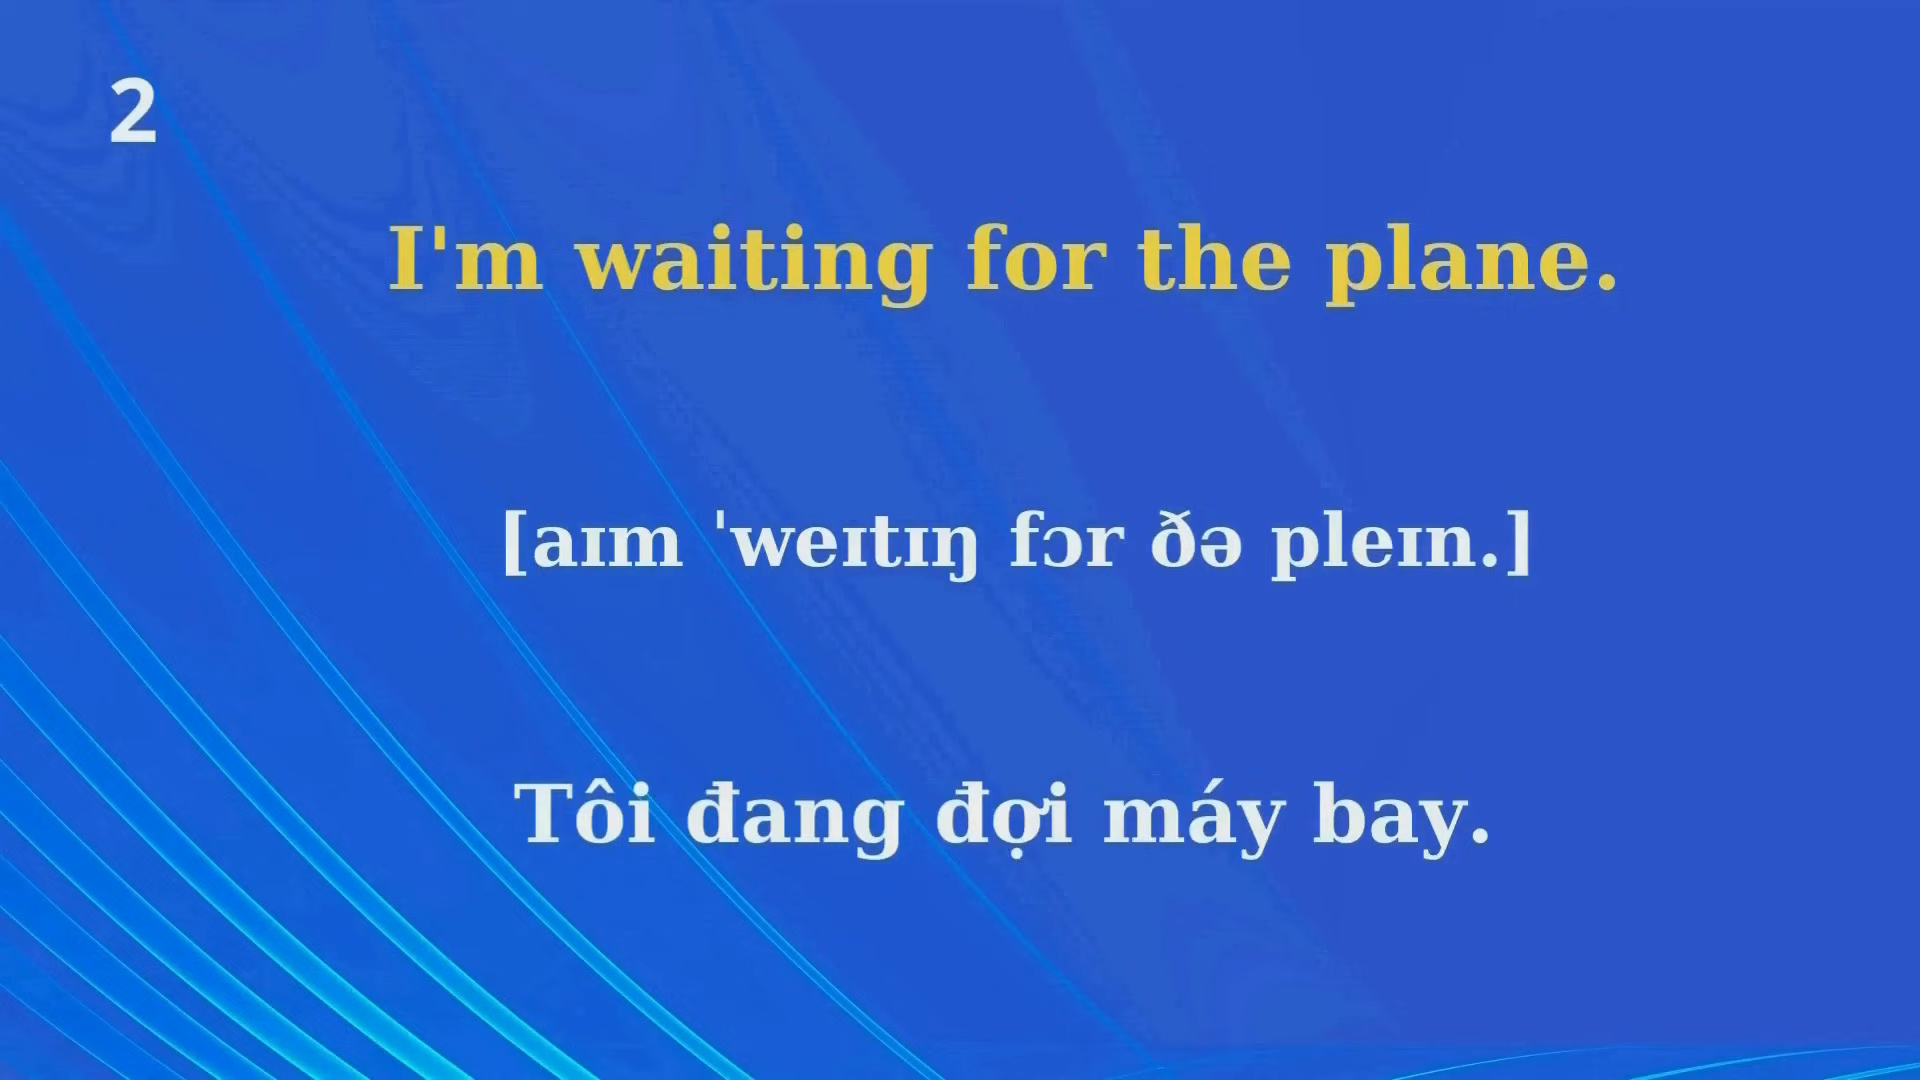 2
I'm waiting for the plane.
[aɪm ˈweɪtɪŋ fɔr ðə pleɪn.]
Tôi đang đợi máy bay.